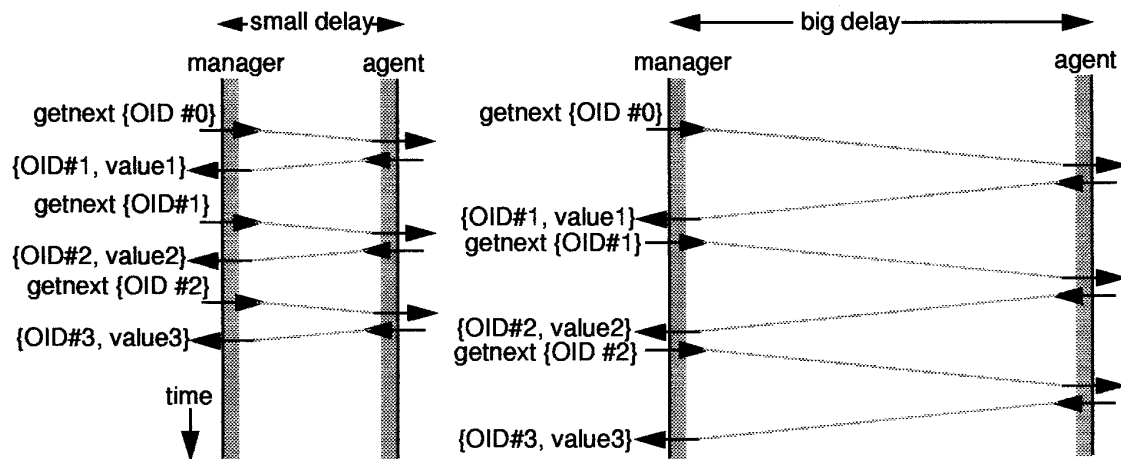 small delay
manager
agent
getnext {OID #0}
{OID#1, value1}
getnext {OID#1}
{OID#2, value2}
getnext {OID #2}
{OID#3, value3}
time
big delay
manager
agent
getnext {OID #0}
{OID#1, value1}
getnext {OID#1}
{OID#2, value2}
getnext {OID #2}
{OID#3, value3}